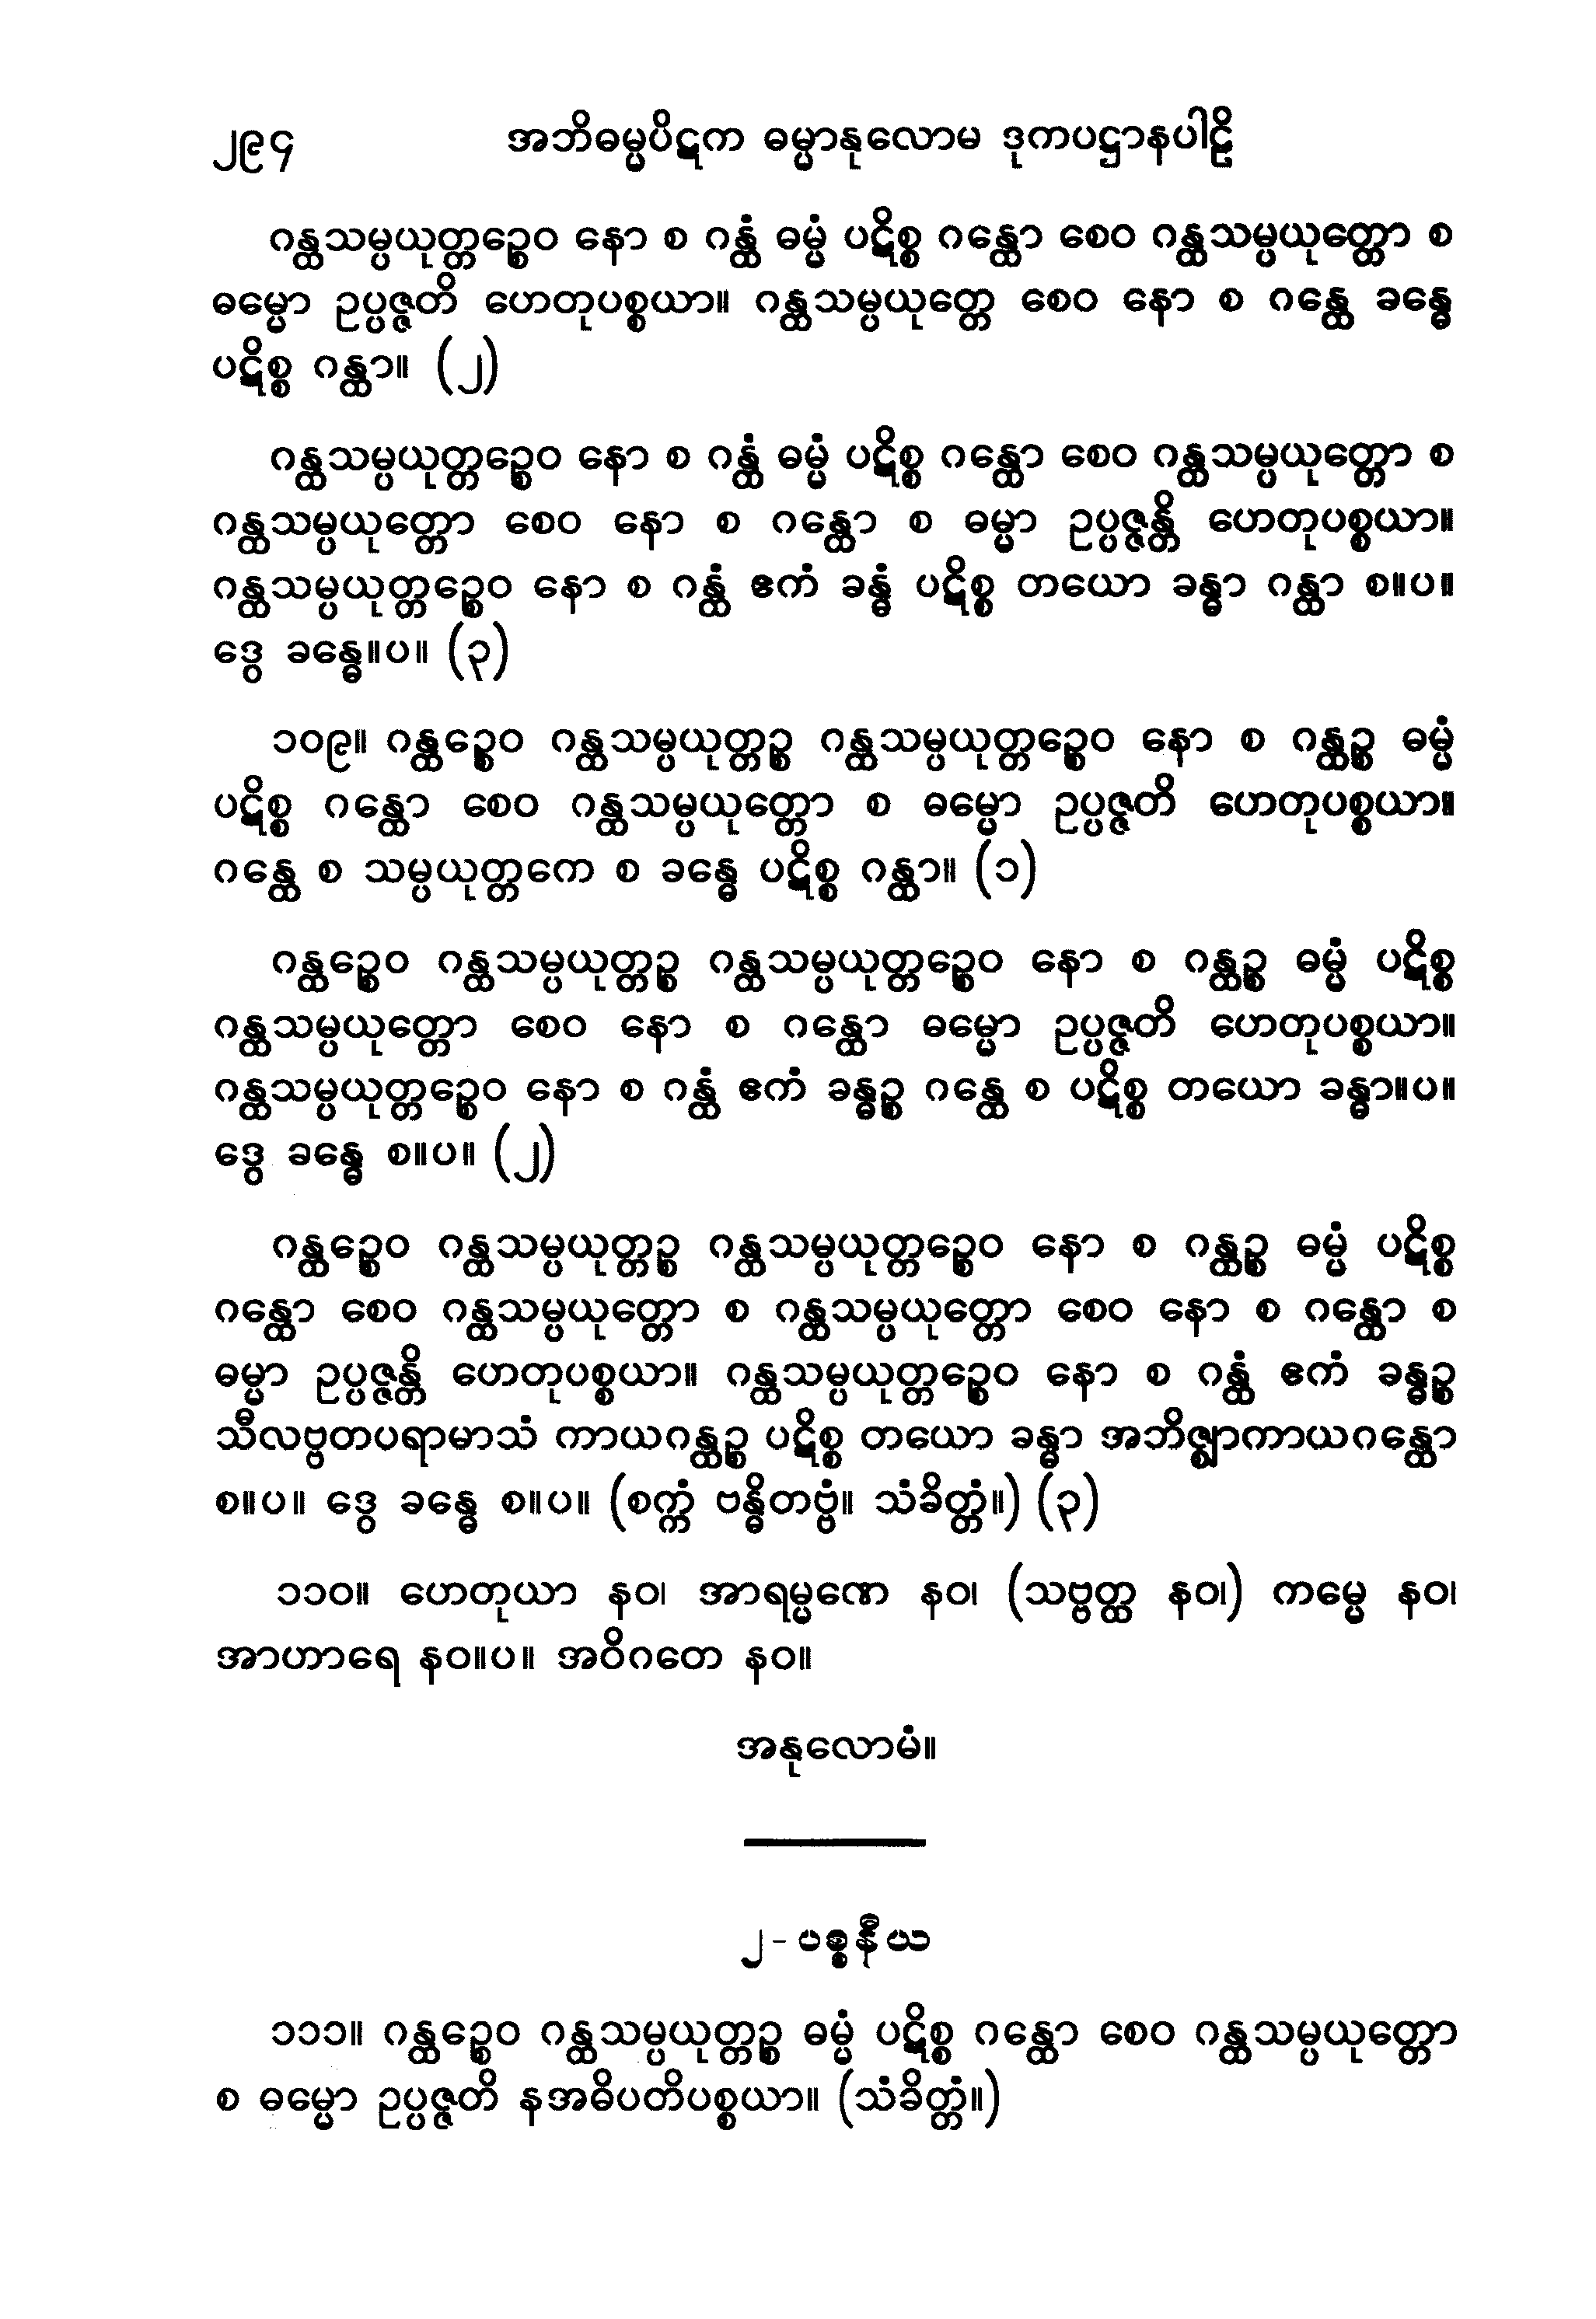 ၂၉၄ အဘိဓမ္မပိဋက ဓမ္မာနုလောမ ဒုကပဋ္ဌာနပါဠိ
ဂန္ထသမ္ပယုတ္တဉ္စေဝ နော စ ဂန္ထံ ဓမ္မံ ပဋိစ္စ ဂန္ထော စေဝ ဂန္ထသမ္ပယုတ္ထော စ
ဓမ္မော ဥပ္ပဇ္ဇတိ ဟေတုပစ္စယာ။ ဂန္ထသမ္ပယုတ္တေ စေဝ နော စ ဂန္ထေ ခန္ဓေ
ပဋိစ္စ ဂန္ထာ။ (၂)
ဂန္ထသမ္ပယုတ္တဉ္စေဝ နော စ ဂန္ထံ ဓမ္မံ ပဋိစ္စ ဂန္ထော စေဝ ဂန္ထသမ္ပယုတ္တော စ
ဂန္ထသမ္ပယုတ္တော စေဝ နော စ ဂန္ထော စ ဓမ္မာ ဥပ္ပဇ္ဇန္တိ ဟေတုပစ္စယာ။
ဂန္ထသမ္ပယုတ္တဉ္စေဝ နော စ ဂန္ထံ ဧကံ ခန္ဓံ ပဋိစ္စ တယော ခန္ဓာ ဂန္ထာ စ။ပ။
ဒွေ ခန္ဓေ။ပ။ (၃)
၁၀၉။ ဂန္ထဉ္စေဝ ဂန္ထသမ္ပယုတ္တဉ္စ ဂန္ထသမ္ပယုတ္တဉ္စေဝ နော စ ဂန္ထဉ္စ ဓမ္မံ
ပဋိစ္စ ဂန္ထော စေဝ ဂန္ထသမ္ပယုတ္တော စ ဓမ္မော ဥပ္ပဇ္ဇတိ ဟေတုပစ္စယာ။
ဂန္ထေ စ သမ္ပယုတ္တကေ စ ခန္ဓေ ပဋိစ္စ ဂန္ထာ။ (၁)
ဂန္ထဉ္စေဝ ဂန္ထသမ္ပယုတ္တဉ္စ ဂန္ထသမ္ပယုတ္တဉ္စေဝ နော စ ဂန္ထဉ္စ ဓမ္မံ ပဋိစ္စ
ဂန္ထသမ္ပယုတ္တော စေဝ နော စ ဂန္ထော ဓမ္မော ဥပ္ပဇ္ဇတိ ဟေတုပစ္စယာ။
ဂန္ထသမ္ပယုတ္တဉ္စေဝ နော စ ဂန္ထံ ဧကံ ခန္ဓဉ္စ ဂန္ထေ စ ပဋိစ္စ တယော ခန္ဓာ။ပ။
ဒွေ ခန္ဓေ စ။ပ။ (၂)
ဂန္ထဉ္စေဝ ဂန္ထသမ္ပယုတ္တဉ္စ ဂန္ထသမ္ပယုတ္တဉ္စေဝ နော စ ဂန္ထဉ္စ ဓမ္မံ ပဋိစ္စ
ဂန္ထော စေဝ ဂန္ထသမ္ပယုတ္တော စ ဂန္ထသမ္ပယုတ္တော စေဝ နော စ ဂန္ထော စ
ဓမ္မာ ဥပ္ပဇ္ဇန္တိ ဟေတုပစ္စယာ။ ဂန္ထသမ္ပယုတ္တဉ္စေဝ နော စ ဂန္ထံ ဧကံ ခန္ဓဉ္စ
သီလဗ္ဗတပရာမာသံ ကာယဂန္ထဉ္စ ပဋိစ္စ တယော ခန္ဓာ အဘိဇ္ဈာကာယဂန္ထော
စ။ပ။ ဒွေ ခန္ဓေ စ။ပ။ (စက္ကံ ဗန္ဓိတဗ္ဗံ။ သံခိတ္တံ။) (၃)
၁၁၀။ ဟေတုယာ နဝ၊ အာရမ္မဏေ နဝ၊ (သဗ္ဗတ္ထ နဝ၊) ကမ္မေ နဝ၊
အာဟာရေ နဝ။ပ။ အဝိဂတေ နဝ။
အနုလောမံ။
၂-ပစ္စနီယ
၁၁၁။ ဂန္ထဉ္စေဝ ဂန္ထသမ္ပယုတ္တဉ္စ ဓမ္မံ ပဋိစ္စ ဂန္ထော စေဝ ဂန္ထသမ္ပယုတ္တော
စ ဓမ္မော ဥပ္ပဇ္ဇတိ နအဓိပတိပစ္စယာ။ (သံခိတ္တံ။)